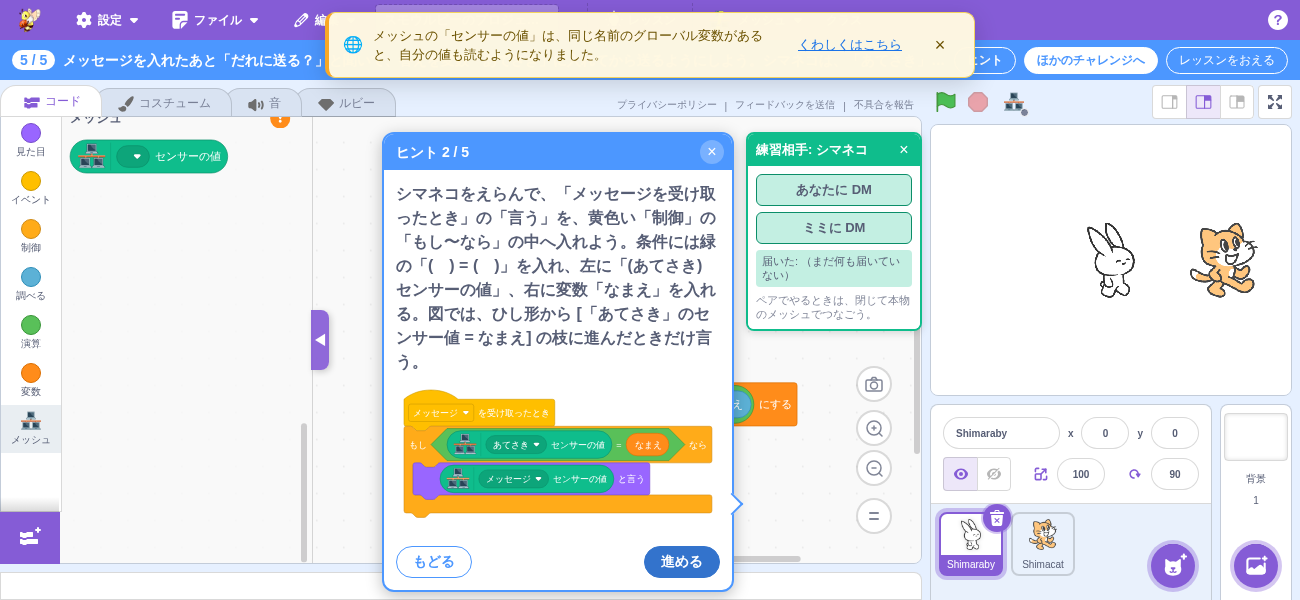 設定
ファイル
編
?
メッシュの「センサーの値」は、同じ名前のグローバル変数がある
と、自分の値も読むようになりました。
くわしくはこちら
×
5 / 5
メッセージを入れたあと「だれに送る？」
ヒント
ほかのチャレンジへ
レッスンをおえる
コード
コスチューム
音
ルビー
プライバシーポリシー | フィードバックを送信 | 不具合を報告
見た目
イベント
制御
調べる
演算
変数
メッシュ
メッシュ
センサーの値
ヒント 2 / 5
×
シマネコをえらんで、「メッセージを受け取
ったとき」の「言う」を、黄色い「制御」の
「もし〜なら」の中へ入れよう。条件には緑
の「(　) = (　)」を入れ、左に「(あてさき)
センサーの値」、右に変数「なまえ」を入れ
る。図では、ひし形から [「あてさき」のセ
ンサー値 = なまえ] の枝に進んだときだけ言
う。
メッセージ を受け取ったとき
もし あてさき センサーの値 = なまえ なら
メッセージ センサーの値 と言う
もどる
進める
練習相手: シマネコ
×
あなたに DM
ミミに DM
届いた: （まだ何も届いてい
ない）
ペアでやるときは、閉じて本物
のメッシュでつなごう。
え にする
Shimaraby
x
0
y
0
100
90
Shimaraby
Shimacat
背景
1